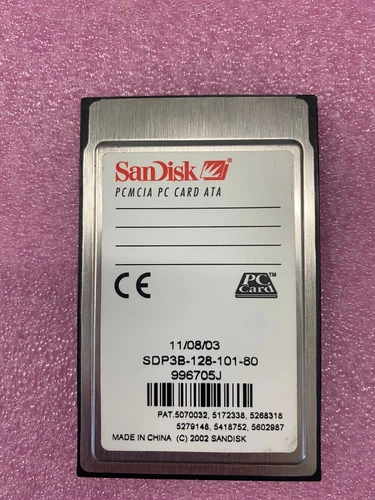 SanDisk
PCMCIA PC CARD ATA
CE
PC Card™
11/08/03
SDP3B-128-101-80
996705J
PAT.5070032, 5172338, 5268318
5279148, 5418752, 5602987
MADE IN CHINA (C) 2002 SANDISK